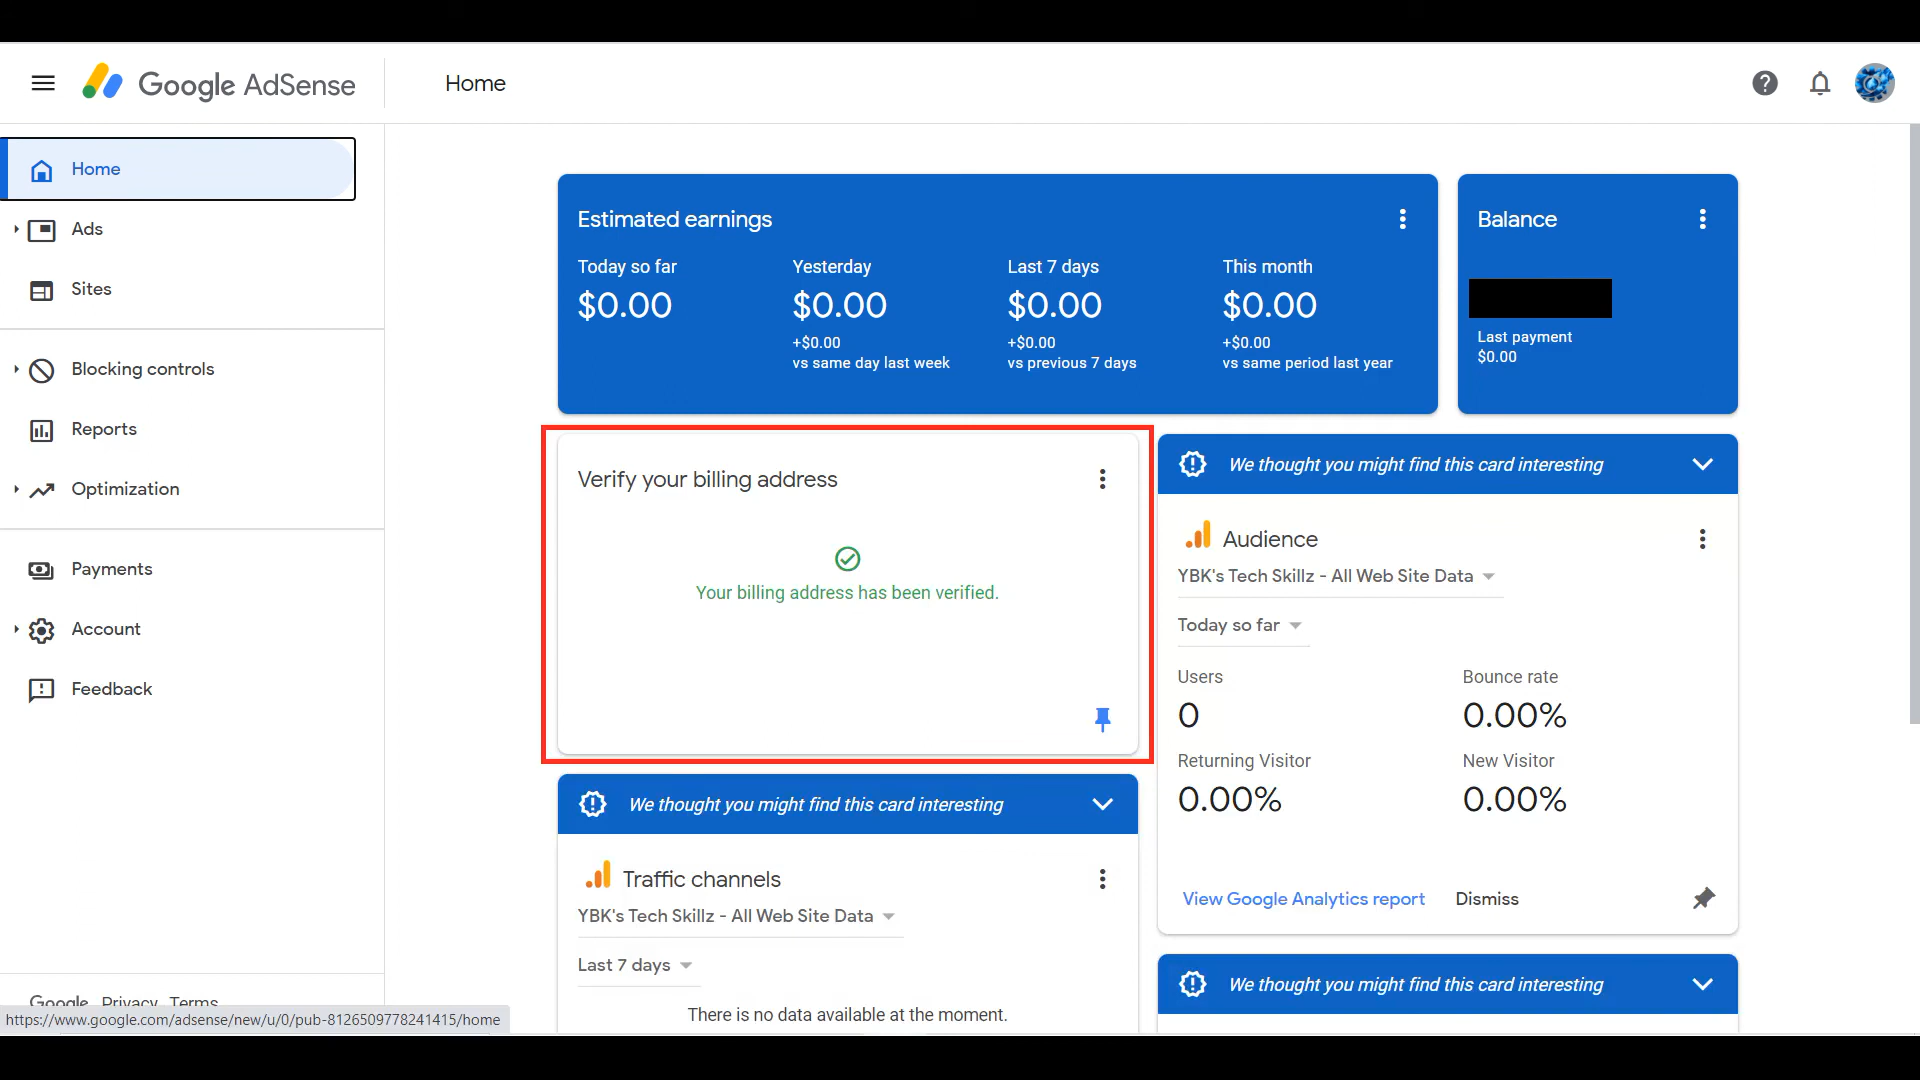 Google AdSense
Home
Home
Ads
Sites
Blocking controls
Reports
Optimization
Payments
Account
Feedback
Google Privacy Terms
https://www.google.com/adsense/new/u/0/pub-8126509778241415/home
Estimated earnings
Today so far
$0.00
Yesterday
$0.00
+$0.00
vs same day last week
Last 7 days
$0.00
+$0.00
vs previous 7 days
This month
$0.00
+$0.00
vs same period last year
Balance
Last payment
$0.00
Verify your billing address
Your billing address has been verified.
We thought you might find this card interesting
Traffic channels
YBK's Tech Skillz - All Web Site Data
Last 7 days
There is no data available at the moment.
We thought you might find this card interesting
Audience
YBK's Tech Skillz - All Web Site Data
Today so far
Users
0
Bounce rate
0.00%
Returning Visitor
0.00%
New Visitor
0.00%
View Google Analytics report Dismiss
We thought you might find this card interesting